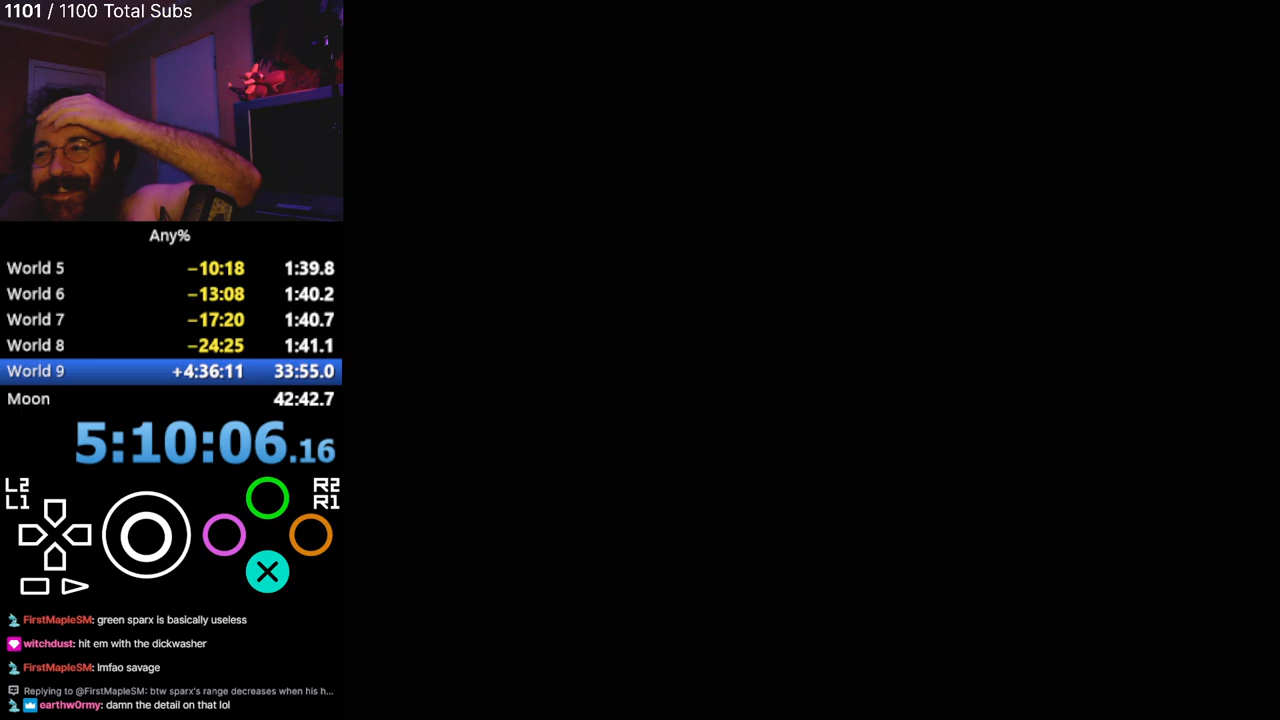 1101 / 1100 Total Subs
Any%
World 5 −10:18 1:39.8
World 6 −13:08 1:40.2
World 7 −17:20 1:40.7
World 8 −24:25 1:41.1
World 9 +4:36:11 33:55.0
Moon 42:42.7
5:10:06.16
L2 R2
L1 R1
FirstMapleSM: green sparx is basically useless
witchdust: hit em with the dickwasher
FirstMapleSM: lmfao savage
Replying to @FirstMapleSM: btw sparx's range decreases when his h...
earthw0rmy: damn the detail on that lol